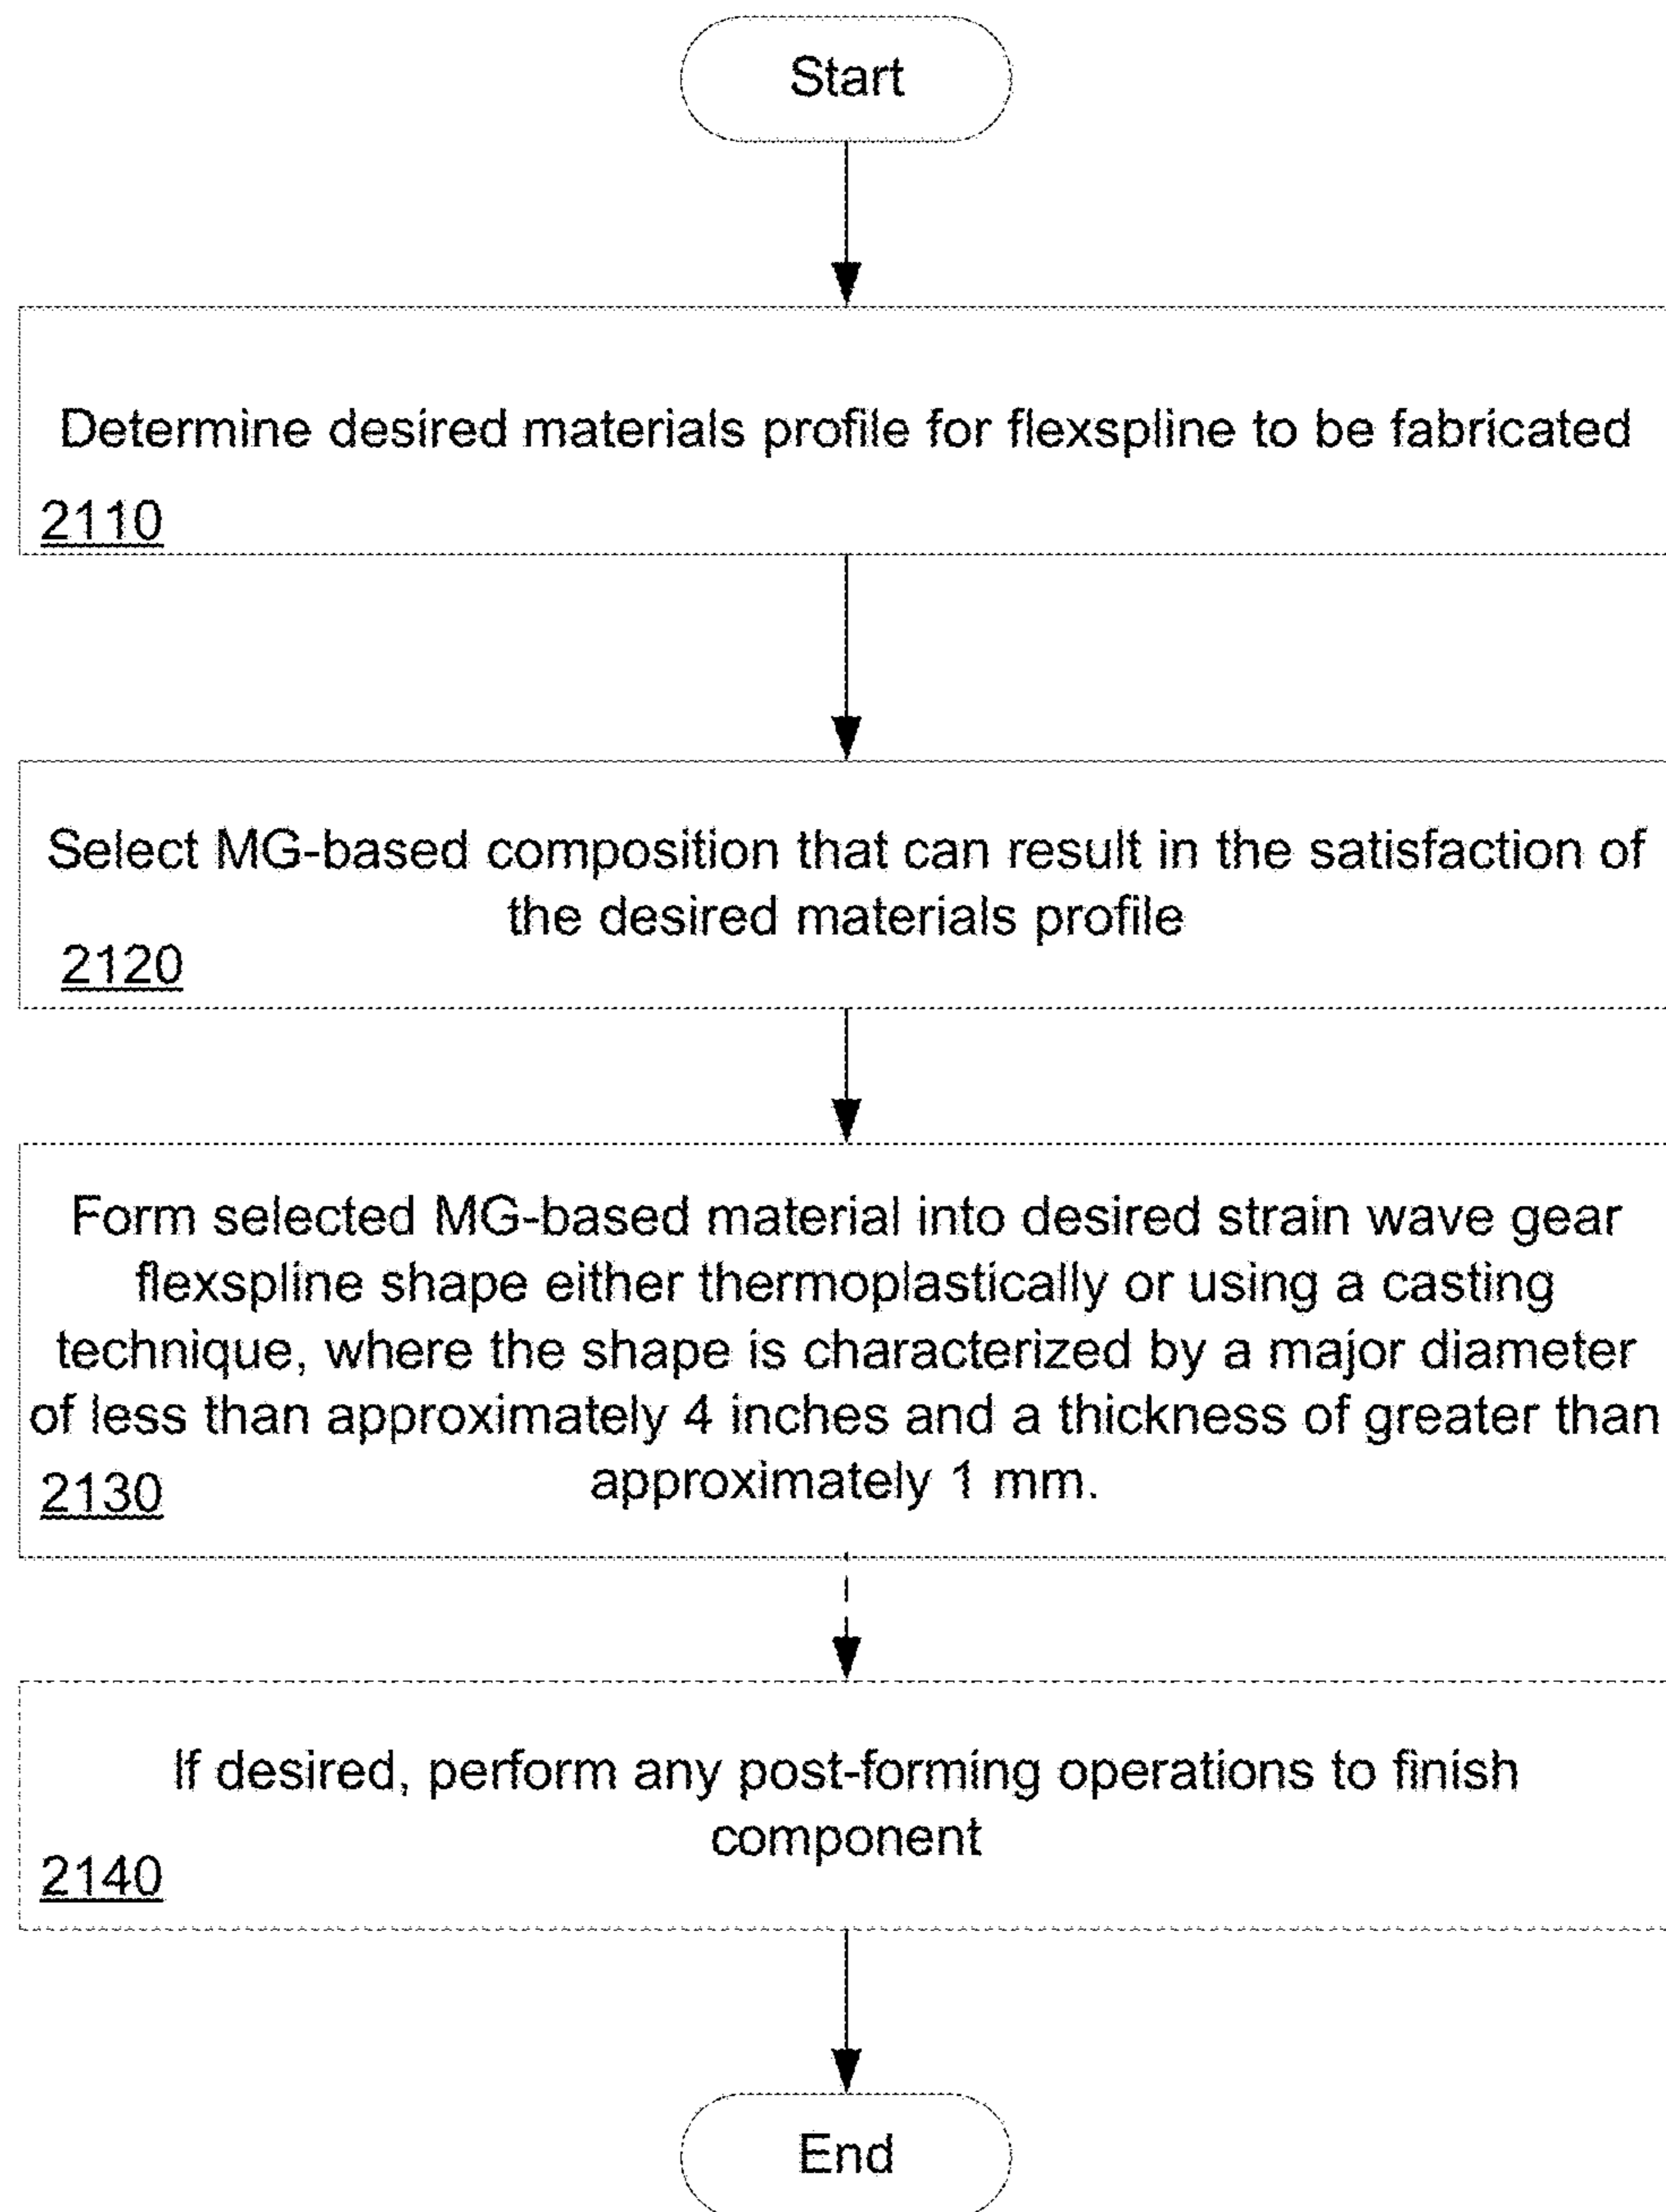 Start
Determine desired materials profile for flexspline to be fabricated
2110
Select MG-based composition that can result in the satisfaction of
the desired materials profile
2120
Form selected MG-based material into desired strain wave gear
flexspline shape either thermoplastically or using a casting
technique, where the shape is characterized by a major diameter
of less than approximately 4 inches and a thickness of greater than
approximately 1 mm.
2130
If desired, perform any post-forming operations to finish
component
2140
End